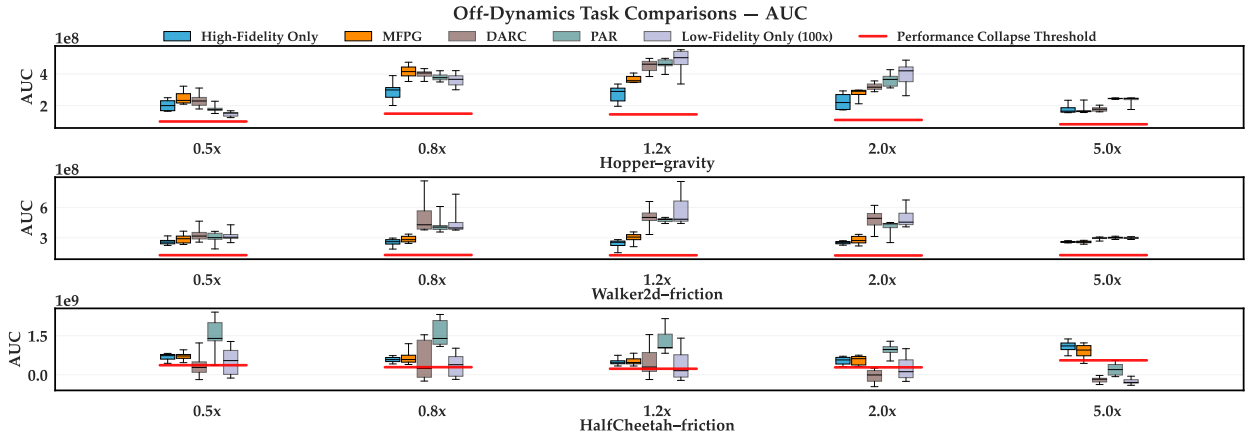 Off-Dynamics Task Comparisons — AUC
High-Fidelity Only MFPG DARC PAR Low-Fidelity Only (100x) Performance Collapse Threshold
1e8
AUC
4
2
0.5x 0.8x 1.2x 2.0x 5.0x
Hopper–gravity
1e8
AUC
6
3
0.5x 0.8x 1.2x 2.0x 5.0x
Walker2d–friction
1e9
AUC
1.5
0.0
0.5x 0.8x 1.2x 2.0x 5.0x
HalfCheetah–friction